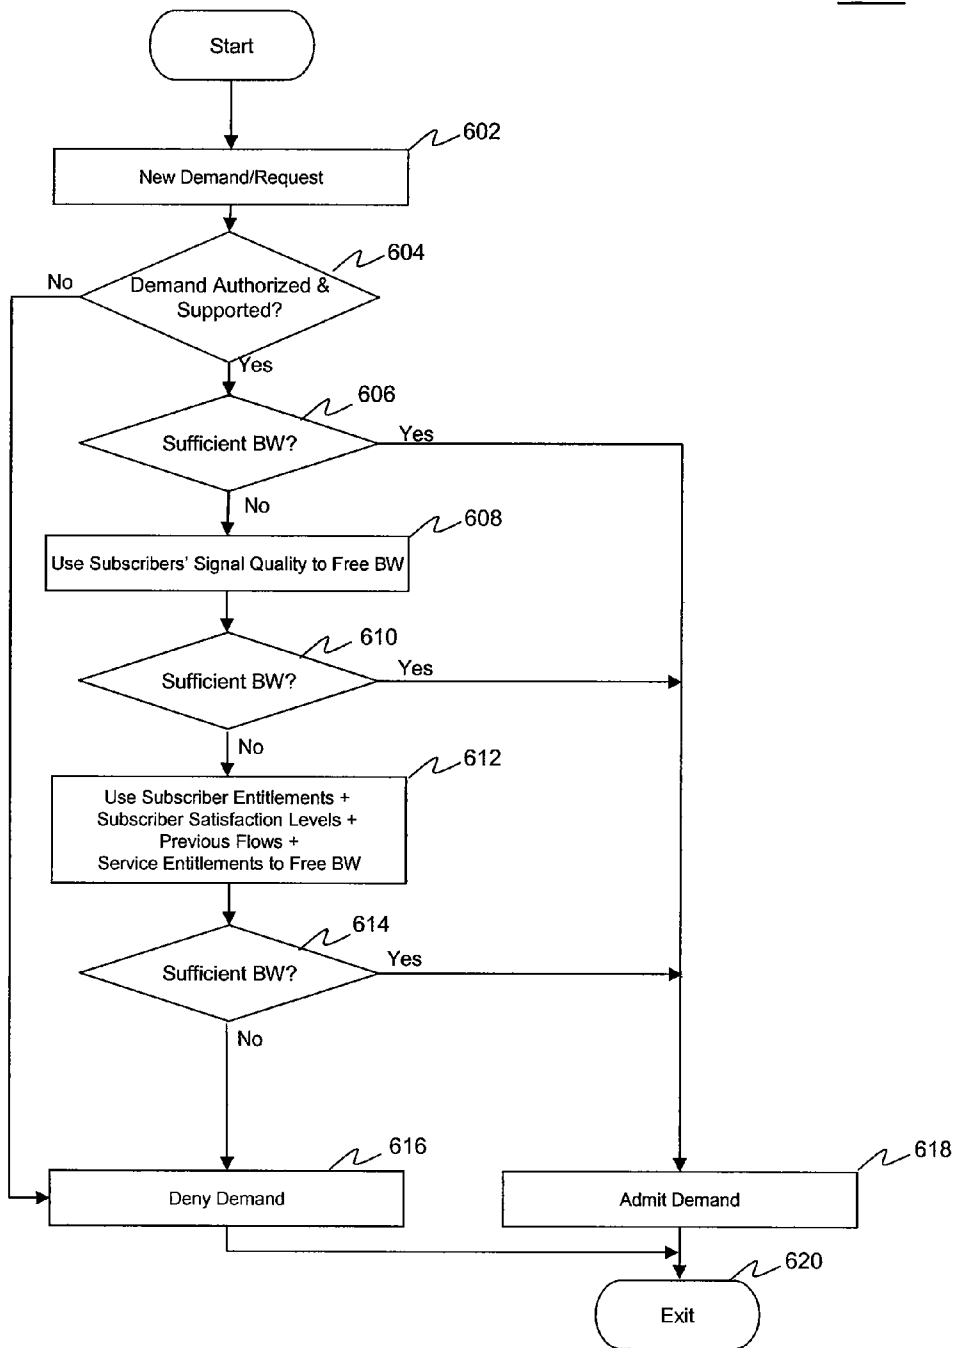 Start
602
New Demand/Request
604
No
Demand Authorized &
Supported?
Yes
606
Sufficient BW?
Yes
No
608
Use Subscribers' Signal Quality to Free BW
610
Sufficient BW?
Yes
No
612
Use Subscriber Entitlements +
Subscriber Satisfaction Levels +
Previous Flows +
Service Entitlements to Free BW
614
Sufficient BW?
Yes
No
616
Deny Demand
618
Admit Demand
620
Exit